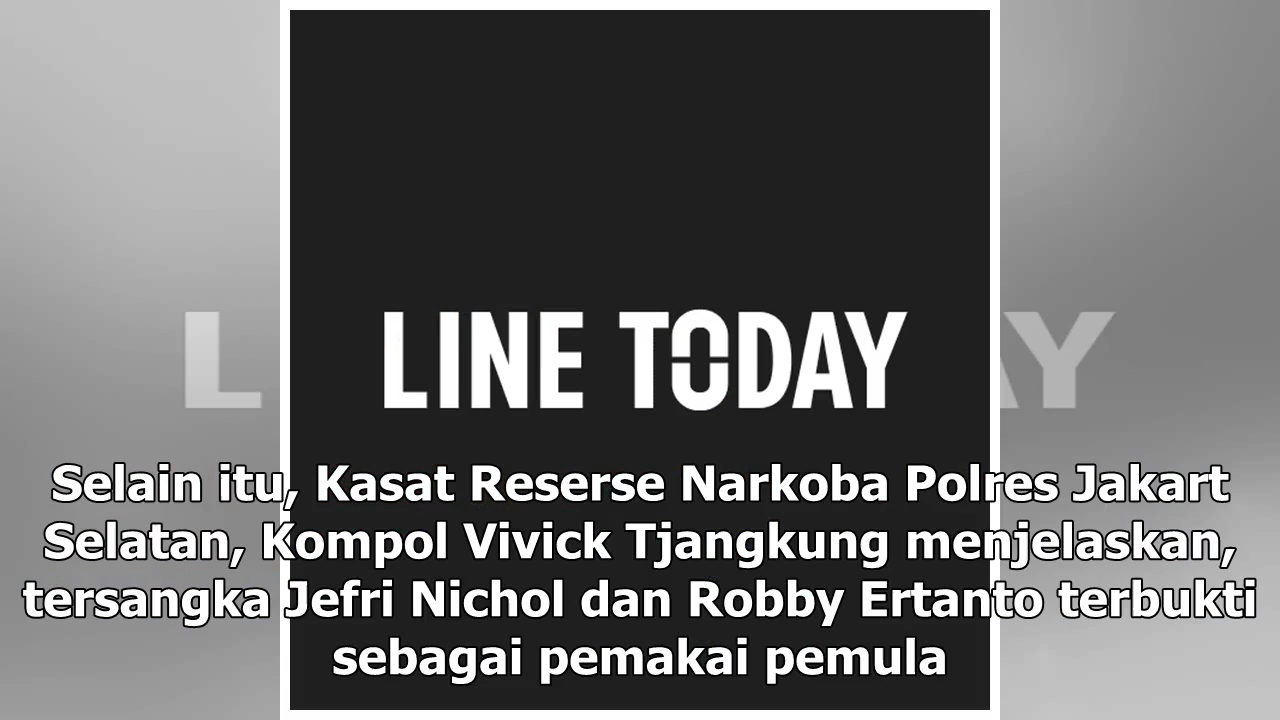 LINE TODAY
L AY
Selain itu, Kasat Reserse Narkoba Polres Jakart
Selatan, Kompol Vivick Tjangkung menjelaskan,
tersangka Jefri Nichol dan Robby Ertanto terbukti
sebagai pemakai pemula